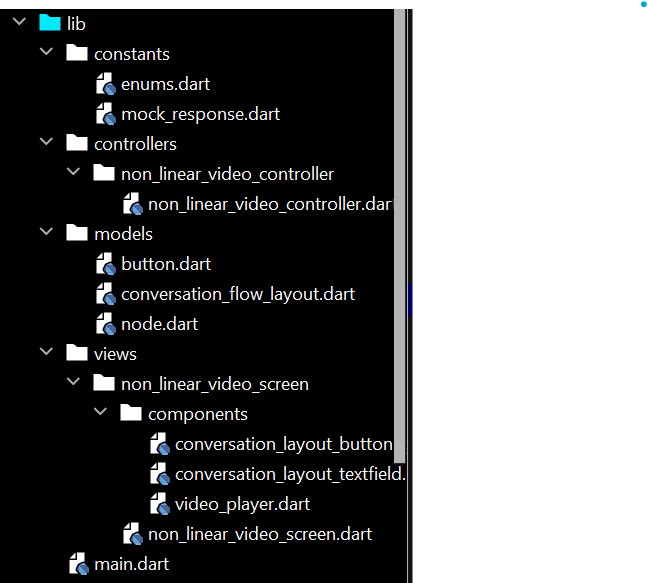 lib
constants
enums.dart
mock_response.dart
controllers
non_linear_video_controller
non_linear_video_controller.dart
models
button.dart
conversation_flow_layout.dart
node.dart
views
non_linear_video_screen
components
conversation_layout_button
conversation_layout_textfield.
video_player.dart
non_linear_video_screen.dart
main.dart